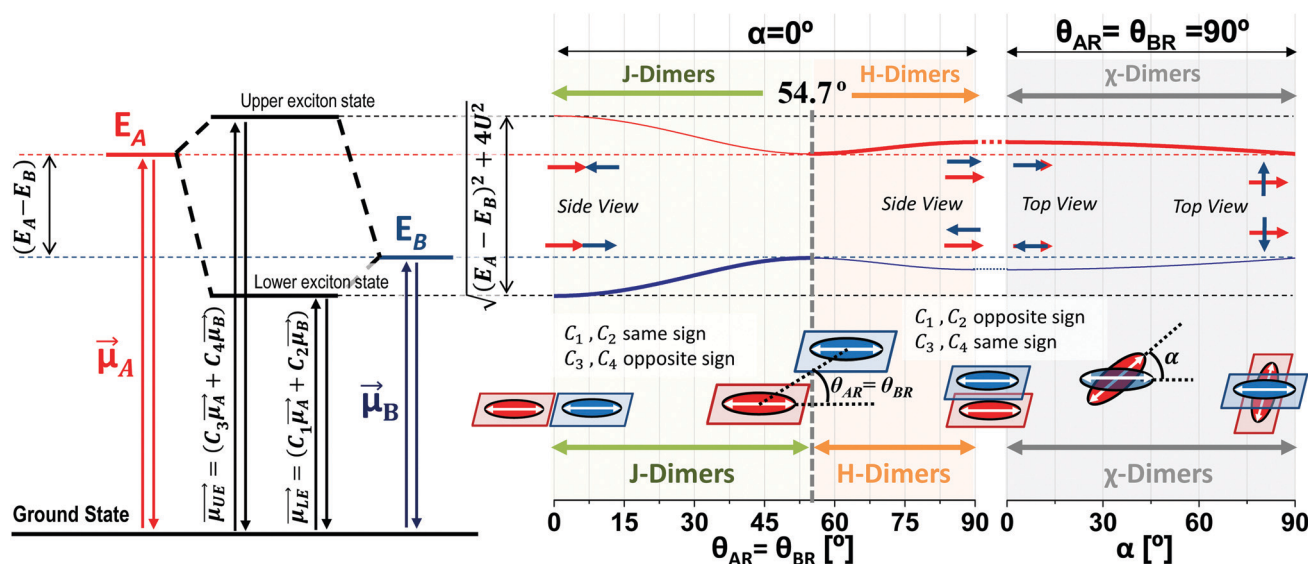 α=0º
θAR= θBR =90º
J-Dimers
H-Dimers
χ-Dimers
54.7º
Upper exciton state
EA
(EA−EB)
EB
Lower exciton state
√(EA − EB)² + 4U²
Side View
Side View
Top View
Top View
μ⃗A
μUE⃗ = (C3μA⃗ + C4μB⃗)
μLE⃗ = (C1μA⃗ + C2μB⃗)
μ⃗B
C1 , C2 same sign
C3 , C4 opposite sign
C1 , C2 opposite sign
C3 , C4 same sign
θAR= θBR
α
J-Dimers
H-Dimers
χ-Dimers
Ground State
0 15 30 45 60 75 90 0 30 60 90
θAR= θBR [º]
α [º]